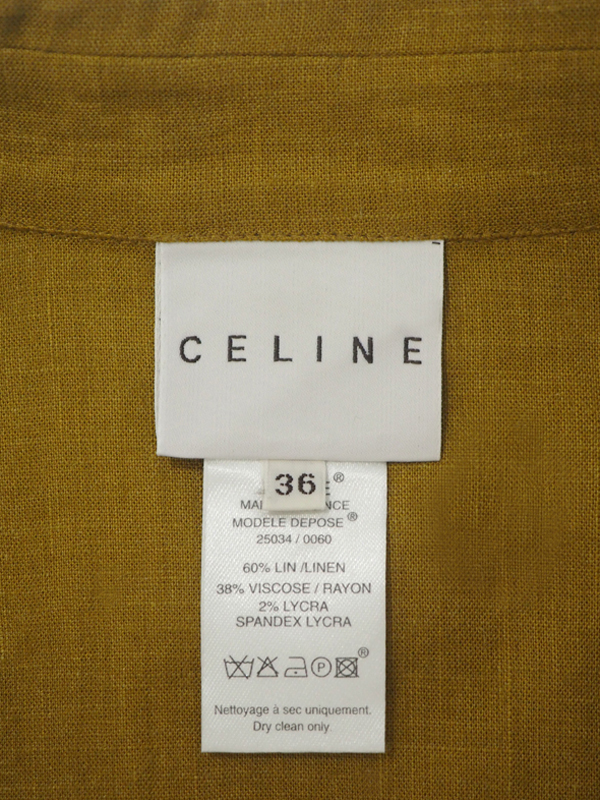 CELINE
36
®
MODÈLE DEPOSE ®
25034 / 0060
60% LIN /LINEN
38% VISCOSE / RAYON
2% LYCRA
SPANDEX LYCRA
P ®
Nettoyage à sec uniquement.
Dry clean only.